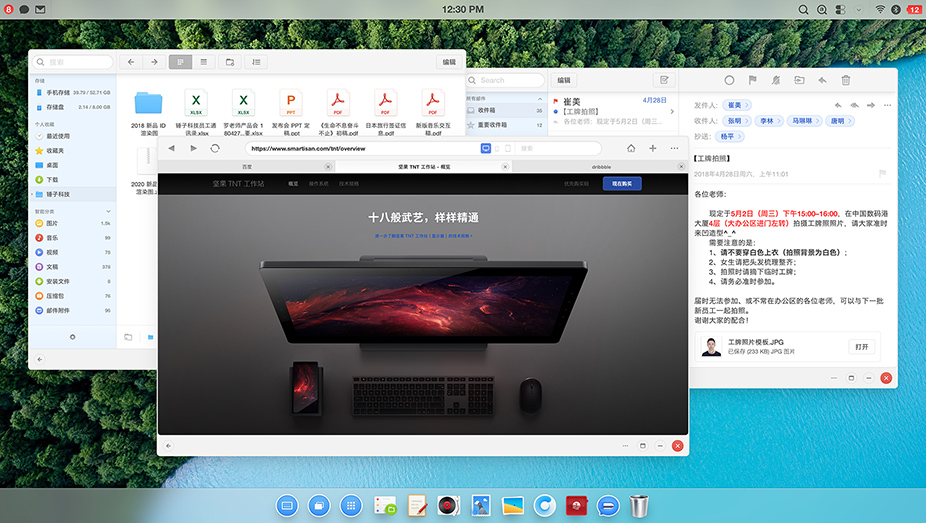 8
12:30 PM
12
搜索
编辑
存储
手机存储 39.79 / 52.71 GB
存储盘 2.14 / 8.00 GB
个人收藏
最近使用
收藏夹
桌面
下载
锤子科技
智能分类
图片 1.5k
音乐 99
视频
文稿 379
安装文件 8
压缩包 76
邮件附件 95
2018 新品 ID
渲染图
锤子科技员工通
讯录.xlsx
罗老师产品会 1
80427...要.xlsx
发布会 PPT 定
稿.ppt
《生命不息奋斗
不止》初稿.pdf
日本旅行签证信
息.pdf
新俗音乐交互
稿.pdf
Search
编辑
所有邮件
收件箱 35
重要收件箱 12
崔美 4月28日
【工牌拍照】
各位老师：现定于5月2日（周三...
发件人： 崔美
收件人： 张明 李林 马琳琳 唐明
抄送： 杨平
【工牌拍照】
2018年4月28日周六，上午11:01
各位老师：
现定于5月2日（周三）下午15:00–16:00，在中国数码港
大厦4层（大办公区进门左转）拍摄工牌照照片，请大家准时
来凹造型^_^
需要注意的是：
1、请不要穿白色上衣（拍照背景为白色）；
2、女生请把头发梳理整齐；
3、拍照时请摘下临时工牌；
4、请务必准时参加。
届时无法参加、或不常在办公区的各位老师，可以与下一批
新员工一起拍照。
谢谢大家的配合！
工牌照片模板.JPG
已保存 (233 KB) JPG 图片
打开
https://www.smartisan.com/tnt/overview
搜索
百度
坚果 TNT 工作站 - 概览
dribbble
坚果 TNT 工作站
概览 操作系统 技术规格
现在购买
十八般武艺，样样精通